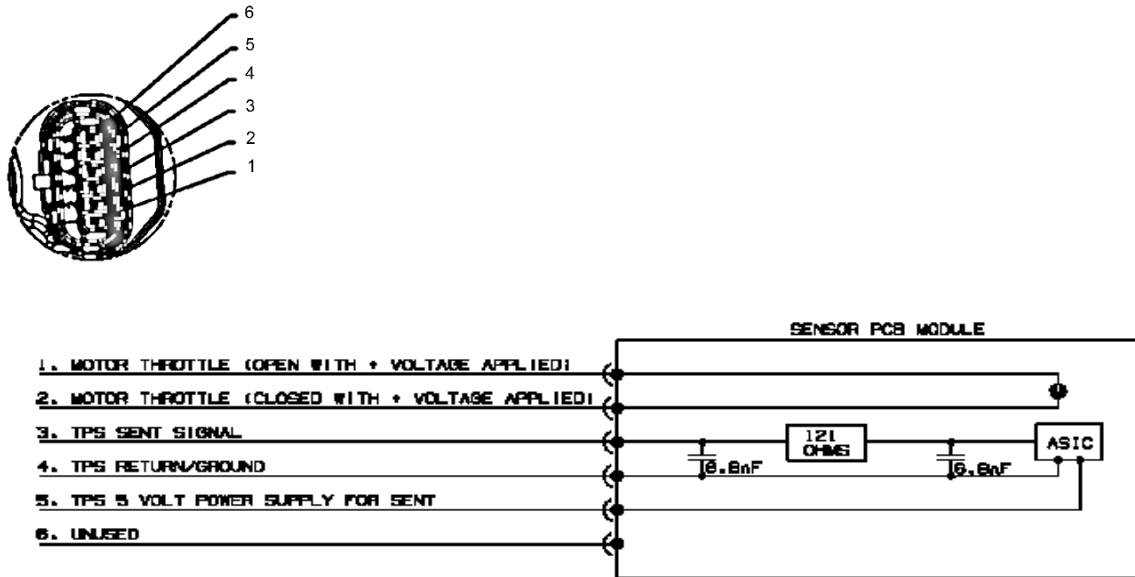 6
5
4
3
2
1
SENSOR PCB MODULE
1. MOTOR THROTTLE (OPEN WITH + VOLTAGE APPLIED)
2. MOTOR THROTTLE (CLOSED WITH + VOLTAGE APPLIED)
3. TPS SENT SIGNAL
121
OHMS
ASIC
4. TPS RETURN/GROUND
6.8nF
6.8nF
5. TPS 5 VOLT POWER SUPPLY FOR SENT
6. UNUSED